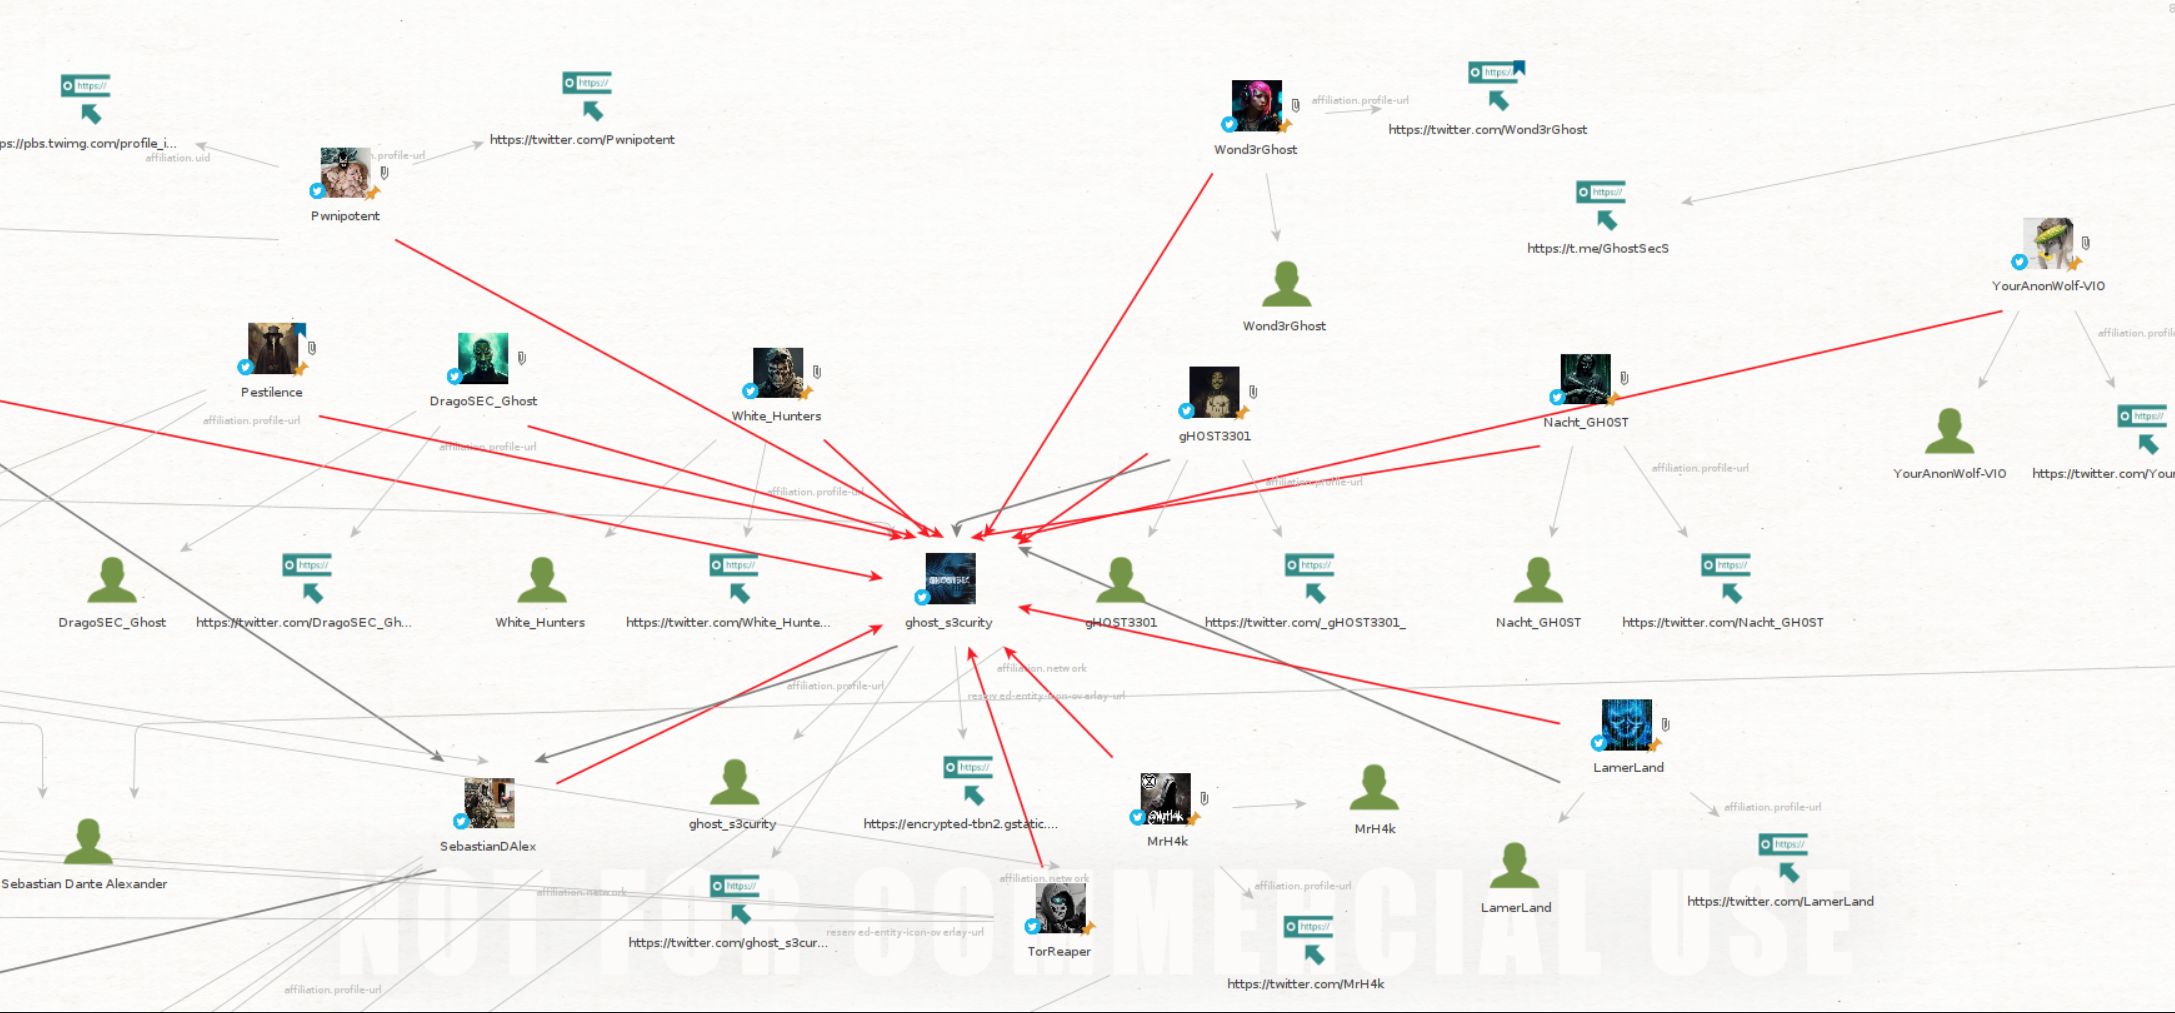 8
https://
https://
https://
affiliation.profile-url
https://twitter.com/Wond3rGhost
ps://pbs.twimg.com/profile_i...
affiliation.uid
n.profile-url
https://twitter.com/Pwnipotent
Wond3rGhost
Pwnipotent
https://
https://t.me/GhostSecS
YourAnonWolf-VIO
Wond3rGhost
affiliation.profile
Pestilence
DragoSEC_Ghost
White_Hunters
gHOST3301
Nacht_GH0ST
https://
affiliation.profile-url
affiliation.profile-url
affiliation.profile-url
affiliation.profile-url
affiliation.profile-url
YourAnonWolf-VIO
https://twitter.com/Your
https://
https://
https://
https://
GHOSTSEC
DragoSEC_Ghost
https://twitter.com/DragoSEC_Gh...
White_Hunters
https://twitter.com/White_Hunte...
ghost_s3curity
gHOST3301
https://twitter.com/_gHOST3301_
Nacht_GH0ST
https://twitter.com/Nacht_GH0ST
affiliation.network
affiliation.profile-url
reserved-entity-icon-overlay-url
https://
LamerLand
ghost_s3curity
https://encrypted-tbn2.gstatic....
MrH4k
MrH4k
affiliation.profile-url
SebastianDAlex
https://
Sebastian Dante Alexander
https://
affiliation.network
affiliation.network
affiliation.profile-url
LamerLand
https://twitter.com/LamerLand
https://
reserved-entity-icon-overlay-url
https://twitter.com/ghost_s3cur...
TorReaper
https://twitter.com/MrH4k
affiliation.profile-url
NOT FOR COMMERCIAL USE